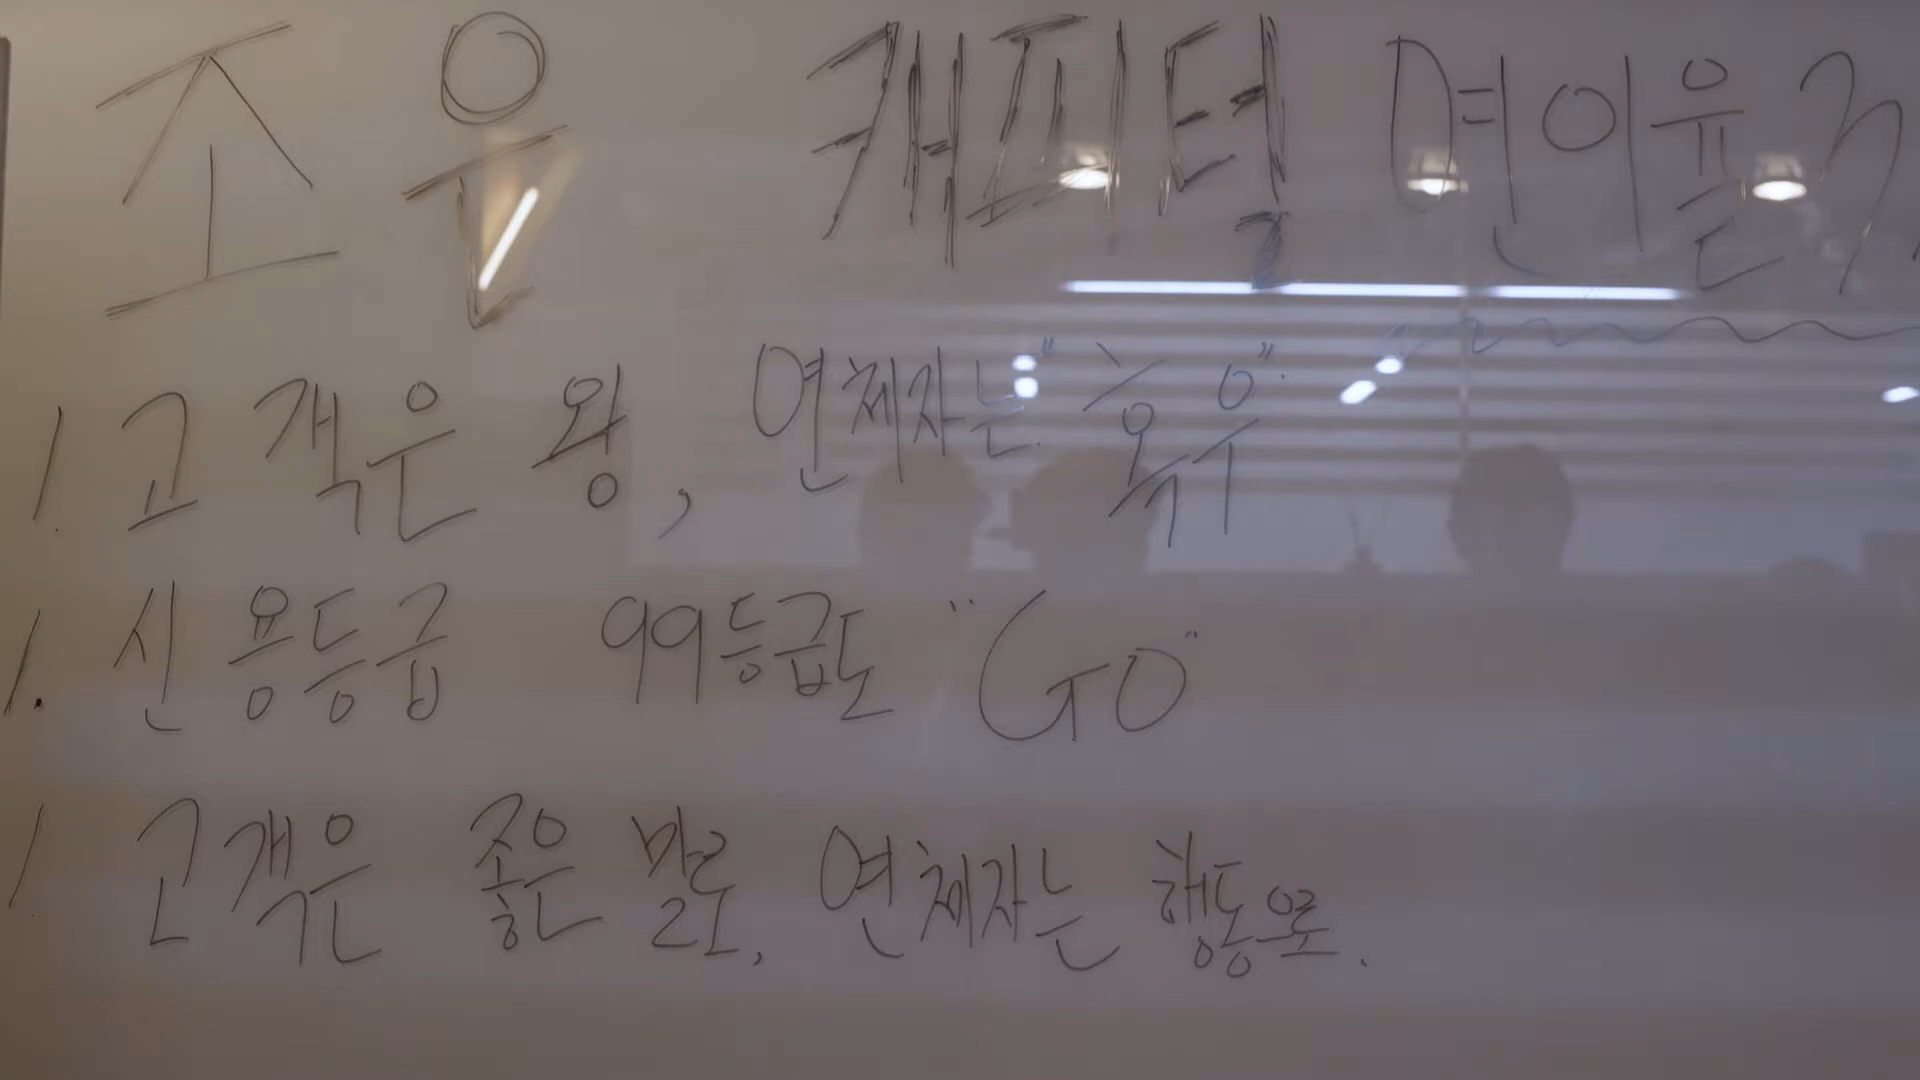 조은 캐피털 연이율 3
1. 고객은 왕, 연체자는 "호우"
1. 신용등급 99등급도 "GO"
1. 고객은 좋은 말로, 연체자는 행동으로.